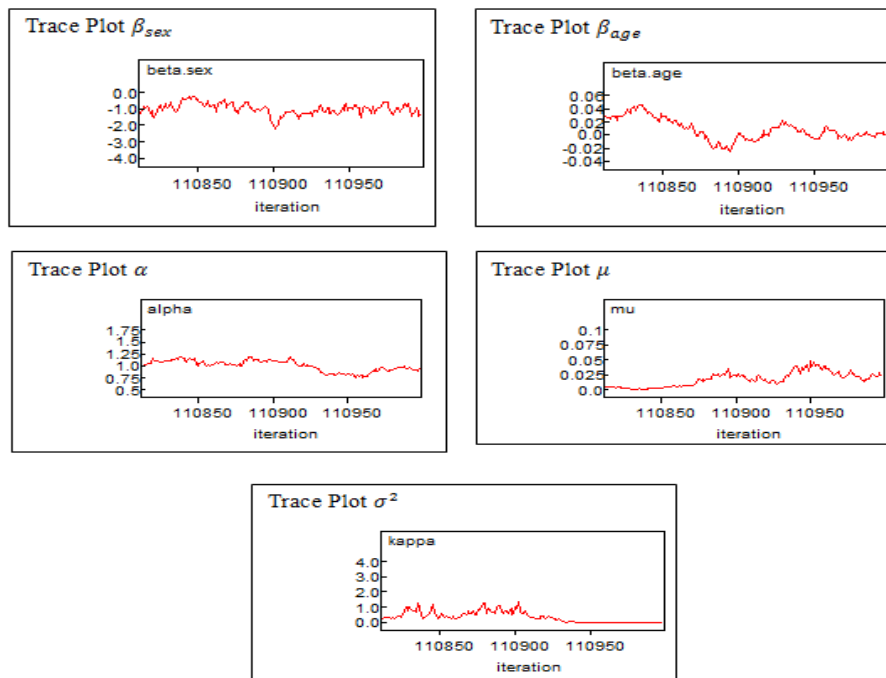 Trace Plot β_sex
beta.sex
0.0
-1.0
-2.0
-3.0
-4.0
110850 110900 110950
iteration
Trace Plot β_age
beta.age
0.06
0.04
0.02
0.0
-0.02
-0.04
110850 110900 110950
iteration
Trace Plot α
alpha
1.75
1.5
1.25
1.0
0.75
0.5
110850 110900 110950
iteration
Trace Plot μ
mu
0.1
0.075
0.05
0.025
0.0
110850 110900 110950
iteration
Trace Plot σ²
kappa
4.0
3.0
2.0
1.0
0.0
110850 110900 110950
iteration